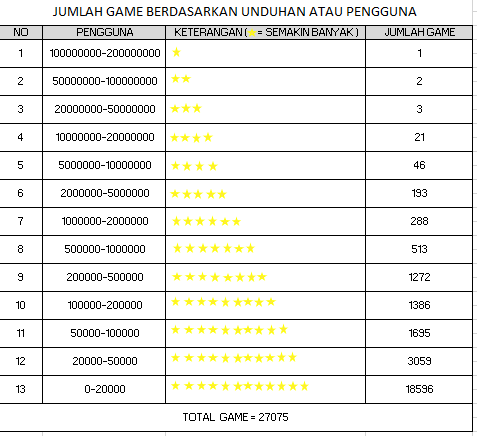 JUMLAH GAME BERDASARKAN UNDUHAN ATAU PENGGUNA
NO PENGGUNA KETERANGAN (★ = SEMAKIN BANYAK) JUMLAH GAME
1 100000000-200000000 ★ 1
2 50000000-100000000 ★★ 2
3 20000000-50000000 ★★★ 3
4 10000000-20000000 ★★★★ 21
5 5000000-10000000 ★★★★ 46
6 2000000-5000000 ★★★★★ 193
7 1000000-2000000 ★★★★★★ 288
8 500000-1000000 ★★★★★★★ 513
9 200000-500000 ★★★★★★★★ 1272
10 100000-200000 ★★★★★★★★★ 1386
11 50000-100000 ★★★★★★★★★★ 1695
12 20000-50000 ★★★★★★★★★★★ 3059
13 0-20000 ★★★★★★★★★★★★ 18596
TOTAL GAME = 27075